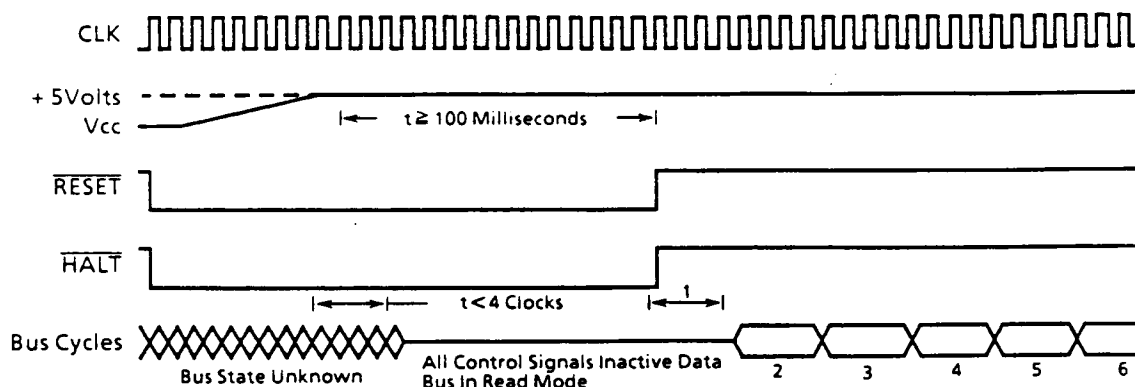 CLK
+ 5Volts
Vcc
t ≧ 100 Milliseconds
RESET
HALT
t < 4 Clocks
1
Bus Cycles
Bus State Unknown
All Control Signals Inactive Data
Bus in Read Mode
2
3
4
5
6